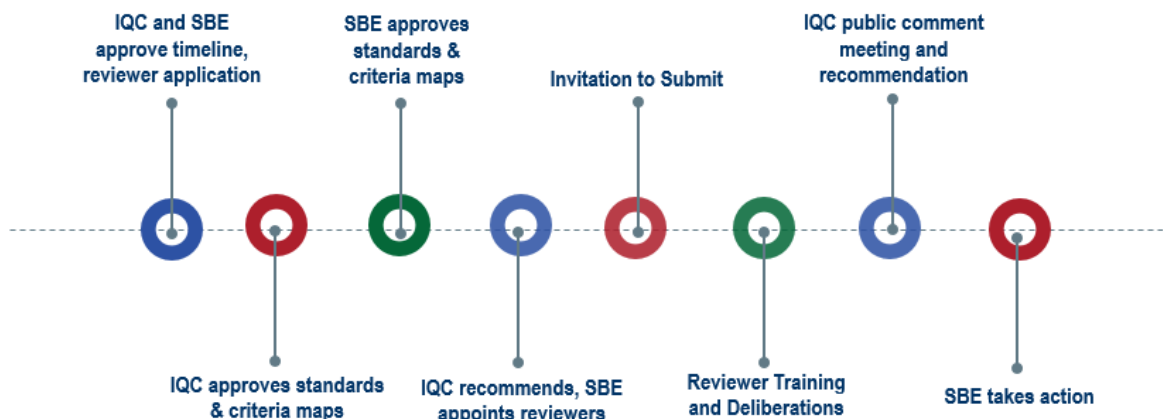 IQC and SBE
approve timeline,
reviewer application
IQC approves standards
& criteria maps
SBE approves
standards &
criteria maps
IQC recommends, SBE
appoints reviewers
Invitation to Submit
Reviewer Training
and Deliberations
IQC public comment
meeting and
recommendation
SBE takes action